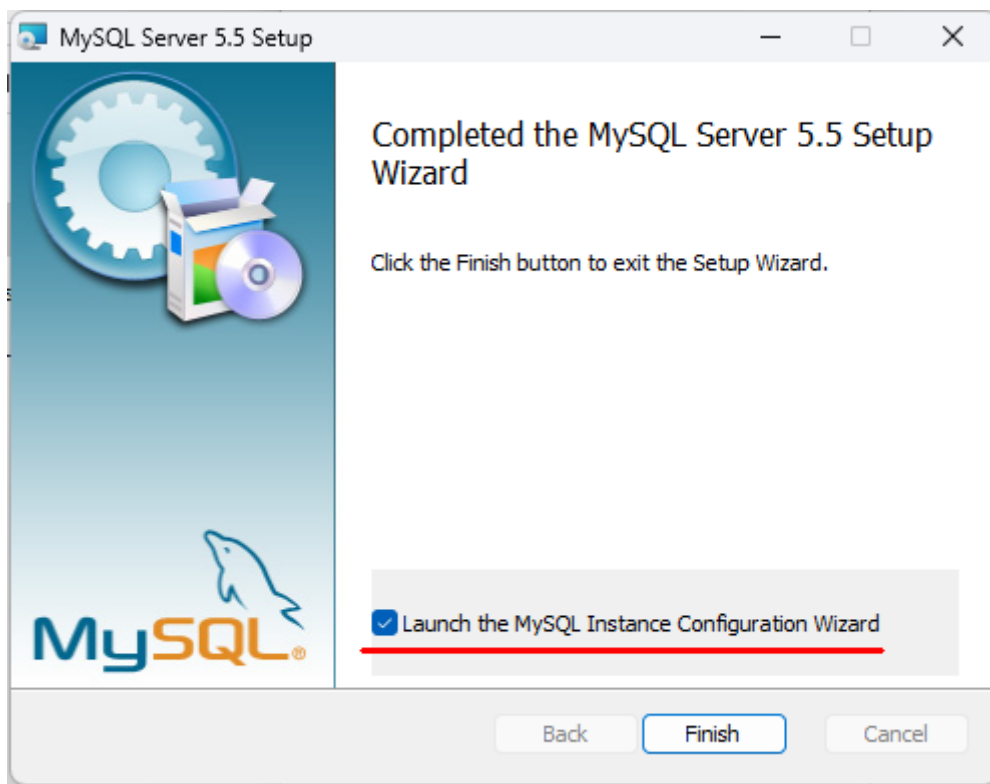 MySQL Server 5.5 Setup
Completed the MySQL Server 5.5 Setup
Wizard
Click the Finish button to exit the Setup Wizard.
Launch the MySQL Instance Configuration Wizard
MySQL®
Back
Finish
Cancel